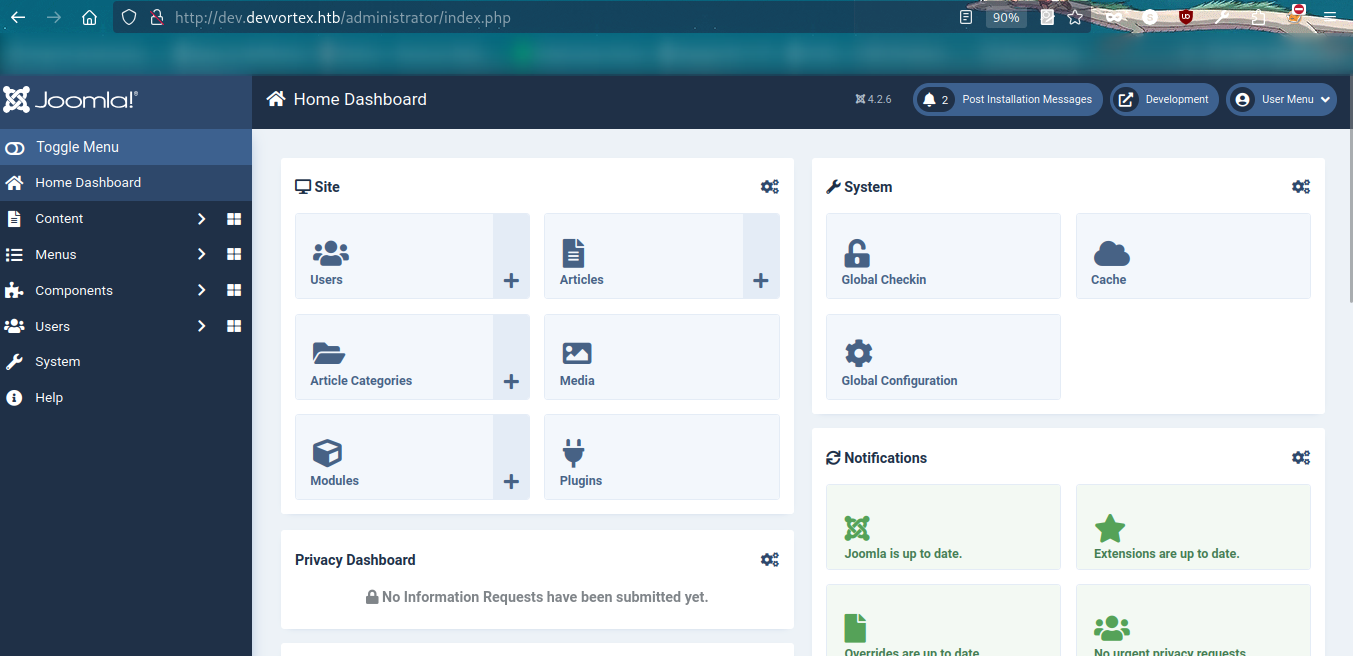 http://dev.devvortex.htb/administrator/index.php
90%
Joomla!®
Home Dashboard
4.2.6
2 Post Installation Messages
Development
User Menu
Toggle Menu
Home Dashboard
Content
Menus
Components
Users
System
Help
Site
Users
Articles
Article Categories
Media
Modules
Plugins
Privacy Dashboard
No Information Requests have been submitted yet.
System
Global Checkin
Cache
Global Configuration
Notifications
Joomla is up to date.
Extensions are up to date.
Overrides are up to date.
No urgent privacy requests.